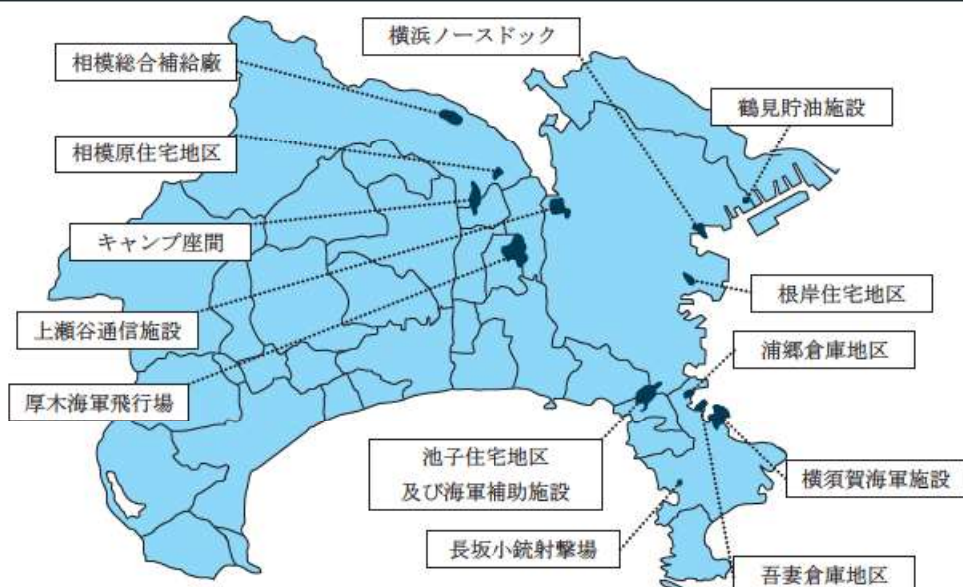 横浜ノースドック
相模総合補給廠
鶴見貯油施設
相模原住宅地区
キャンプ座間
根岸住宅地区
上瀬谷通信施設
浦郷倉庫地区
厚木海軍飛行場
池子住宅地区
及び海軍補助施設
横須賀海軍施設
長坂小銃射撃場
吾妻倉庫地区